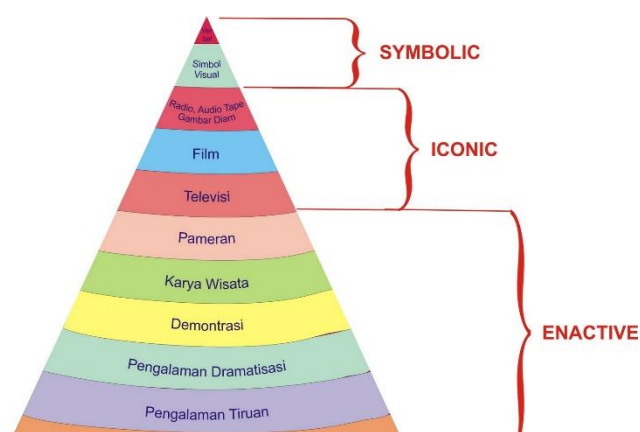 SYMBOLIC
Simbol
Visual
Radio, Audio Tape
Gambar Diam
ICONIC
Film
Televisi
Pameran
Karya Wisata
Demontrasi
ENACTIVE
Pengalaman Dramatisasi
Pengalaman Tiruan